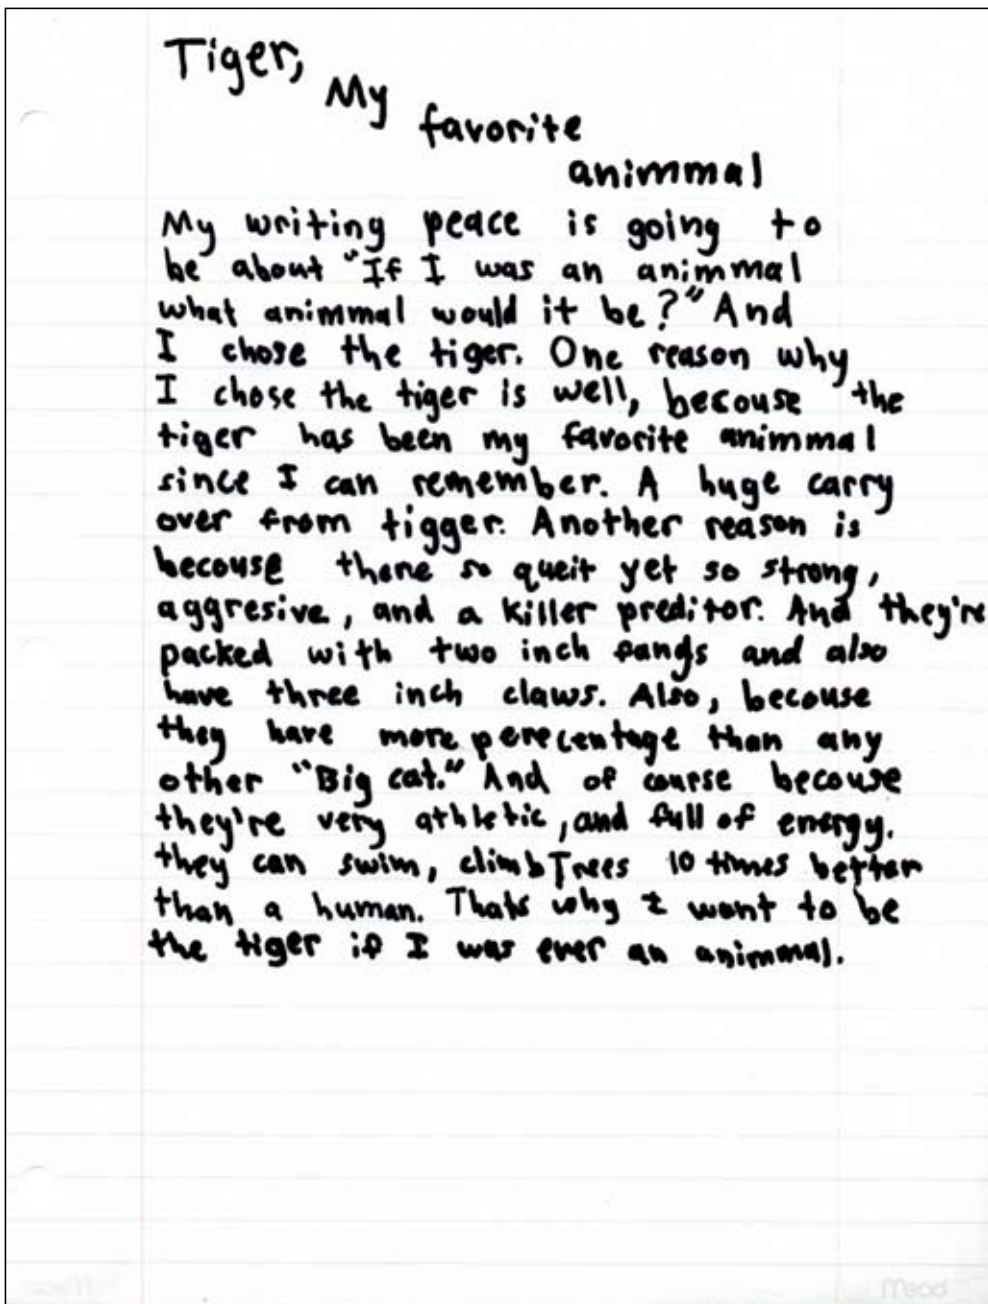 Tiger,
My
favorite
animmal
My writing peace is going to
be about "If I was an animmal
what animmal would it be?" And
I chose the tiger. One reason why
I chose the tiger is well, becouse the
tiger has been my favorite animmal
since I can remember. A huge carry
over from tigger. Another reason is
becouse there so queit yet so strong,
aggresive, and a killer preditor. And they're
packed with two inch fangs and also
have three inch claws. Also, becouse
they have more perecentage than any
other "Big cat." And of course becouse
they're very athletic, and full of energy.
they can swim, climb Trees 10 times better
than a human. Thats why I want to be
the tiger if I was ever an animmal.
Mead